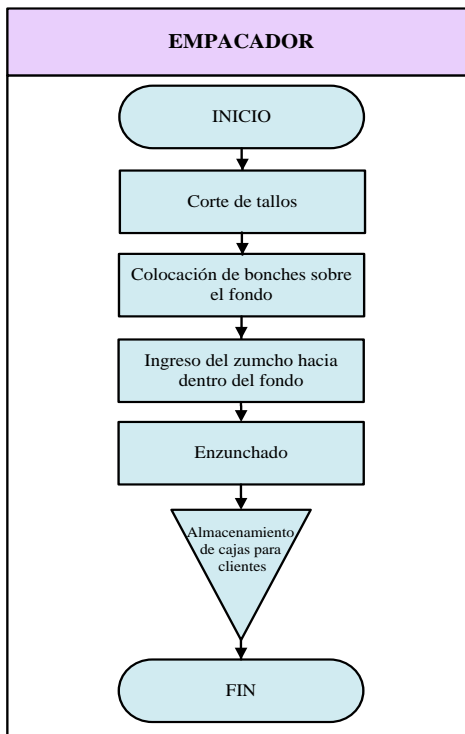 EMPACADOR
INICIO
Corte de tallos
Colocación de bonches sobre
el fondo
Ingreso del zumcho hacia
dentro del fondo
Enzunchado
Almacenamiento
de cajas para
clientes
FIN